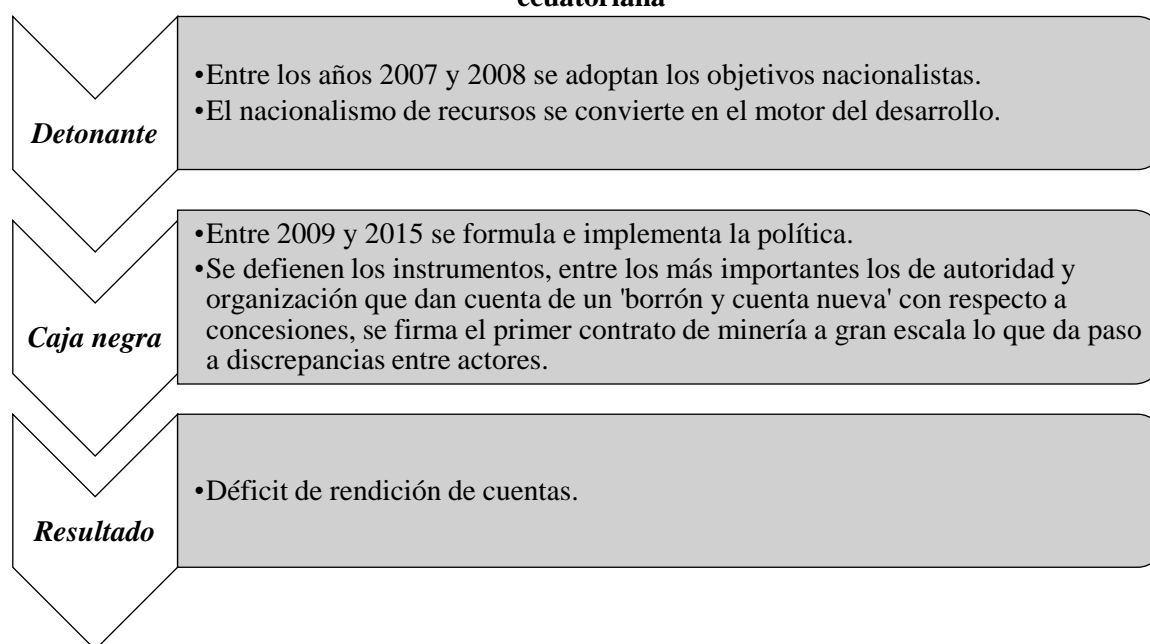 ecuatoriana
•Entre los años 2007 y 2008 se adoptan los objetivos nacionalistas.
•El nacionalismo de recursos se convierte en el motor del desarrollo.
Detonante
•Entre 2009 y 2015 se formula e implementa la política.
•Se defienen los instrumentos, entre los más importantes los de autoridad y
organización que dan cuenta de un 'borrón y cuenta nueva' con respecto a
concesiones, se firma el primer contrato de minería a gran escala lo que da paso
a discrepancias entre actores.
Caja negra
•Déficit de rendición de cuentas.
Resultado